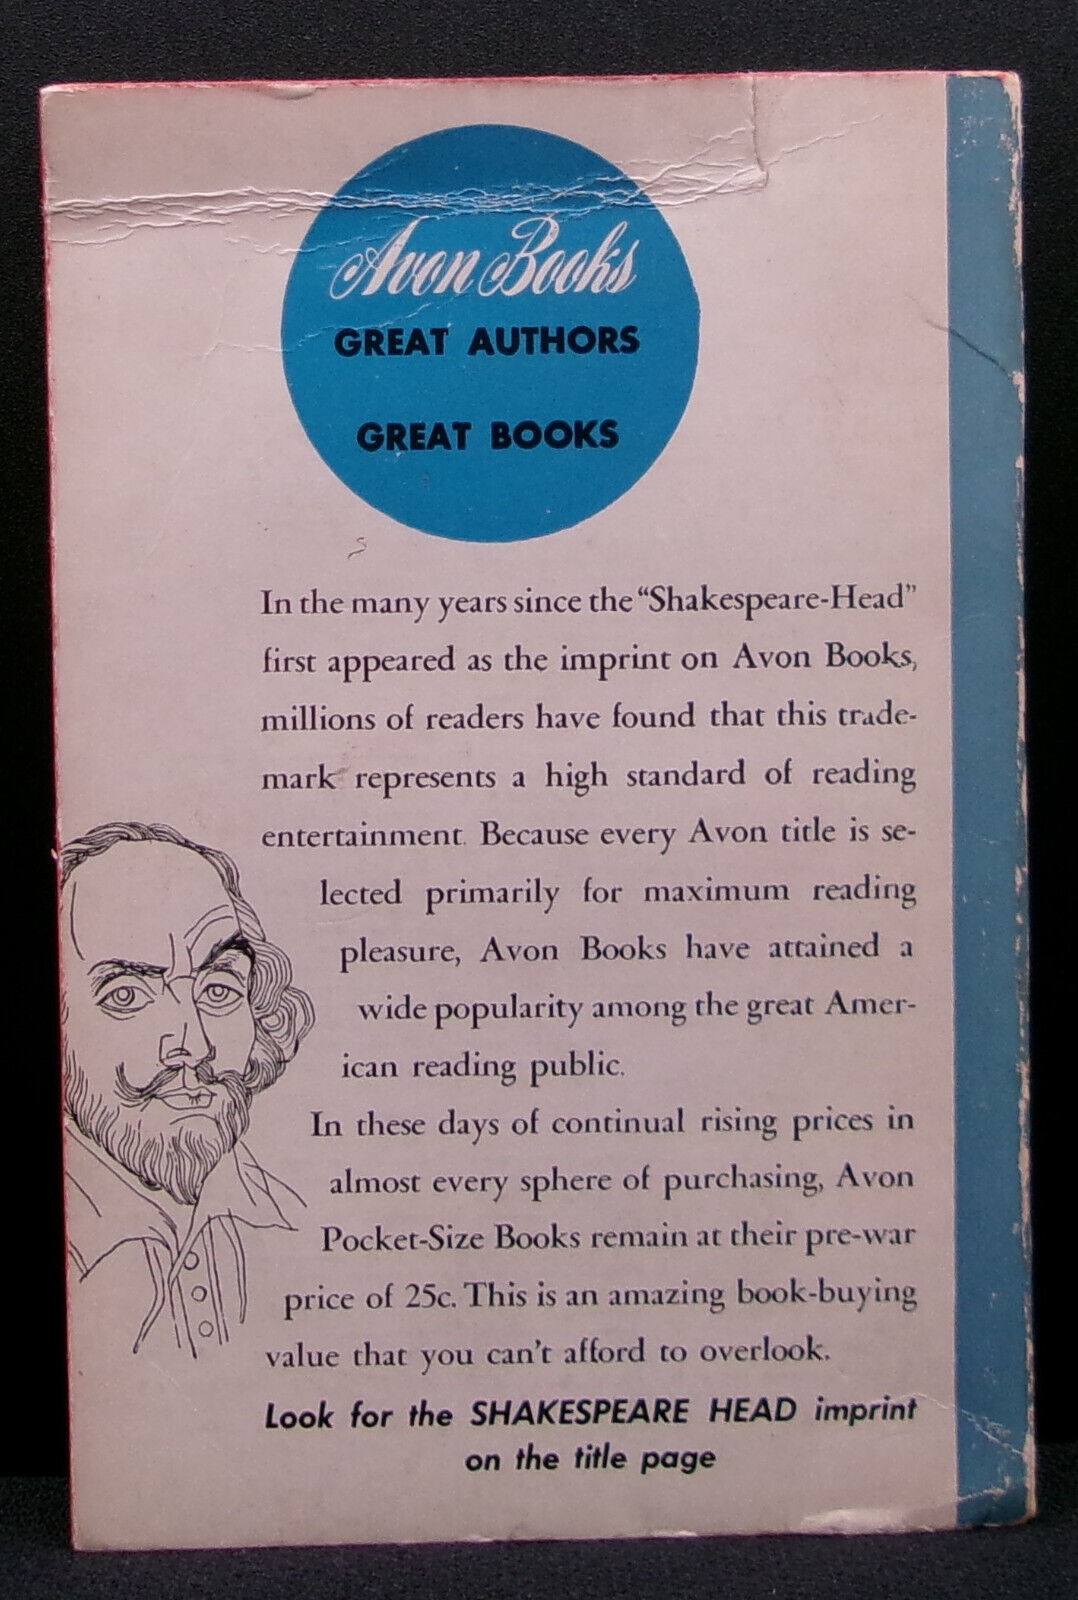 Avon Books
GREAT AUTHORS
GREAT BOOKS
In the many years since the "Shakespeare-Head"
first appeared as the imprint on Avon Books,
millions of readers have found that this trade-
mark represents a high standard of reading
entertainment. Because every Avon title is se-
lected primarily for maximum reading
pleasure, Avon Books have attained a
wide popularity among the great Amer-
ican reading public.
In these days of continual rising prices in
almost every sphere of purchasing, Avon
Pocket-Size Books remain at their pre-war
price of 25c. This is an amazing book-buying
value that you can't afford to overlook.
Look for the SHAKESPEARE HEAD imprint
on the title page